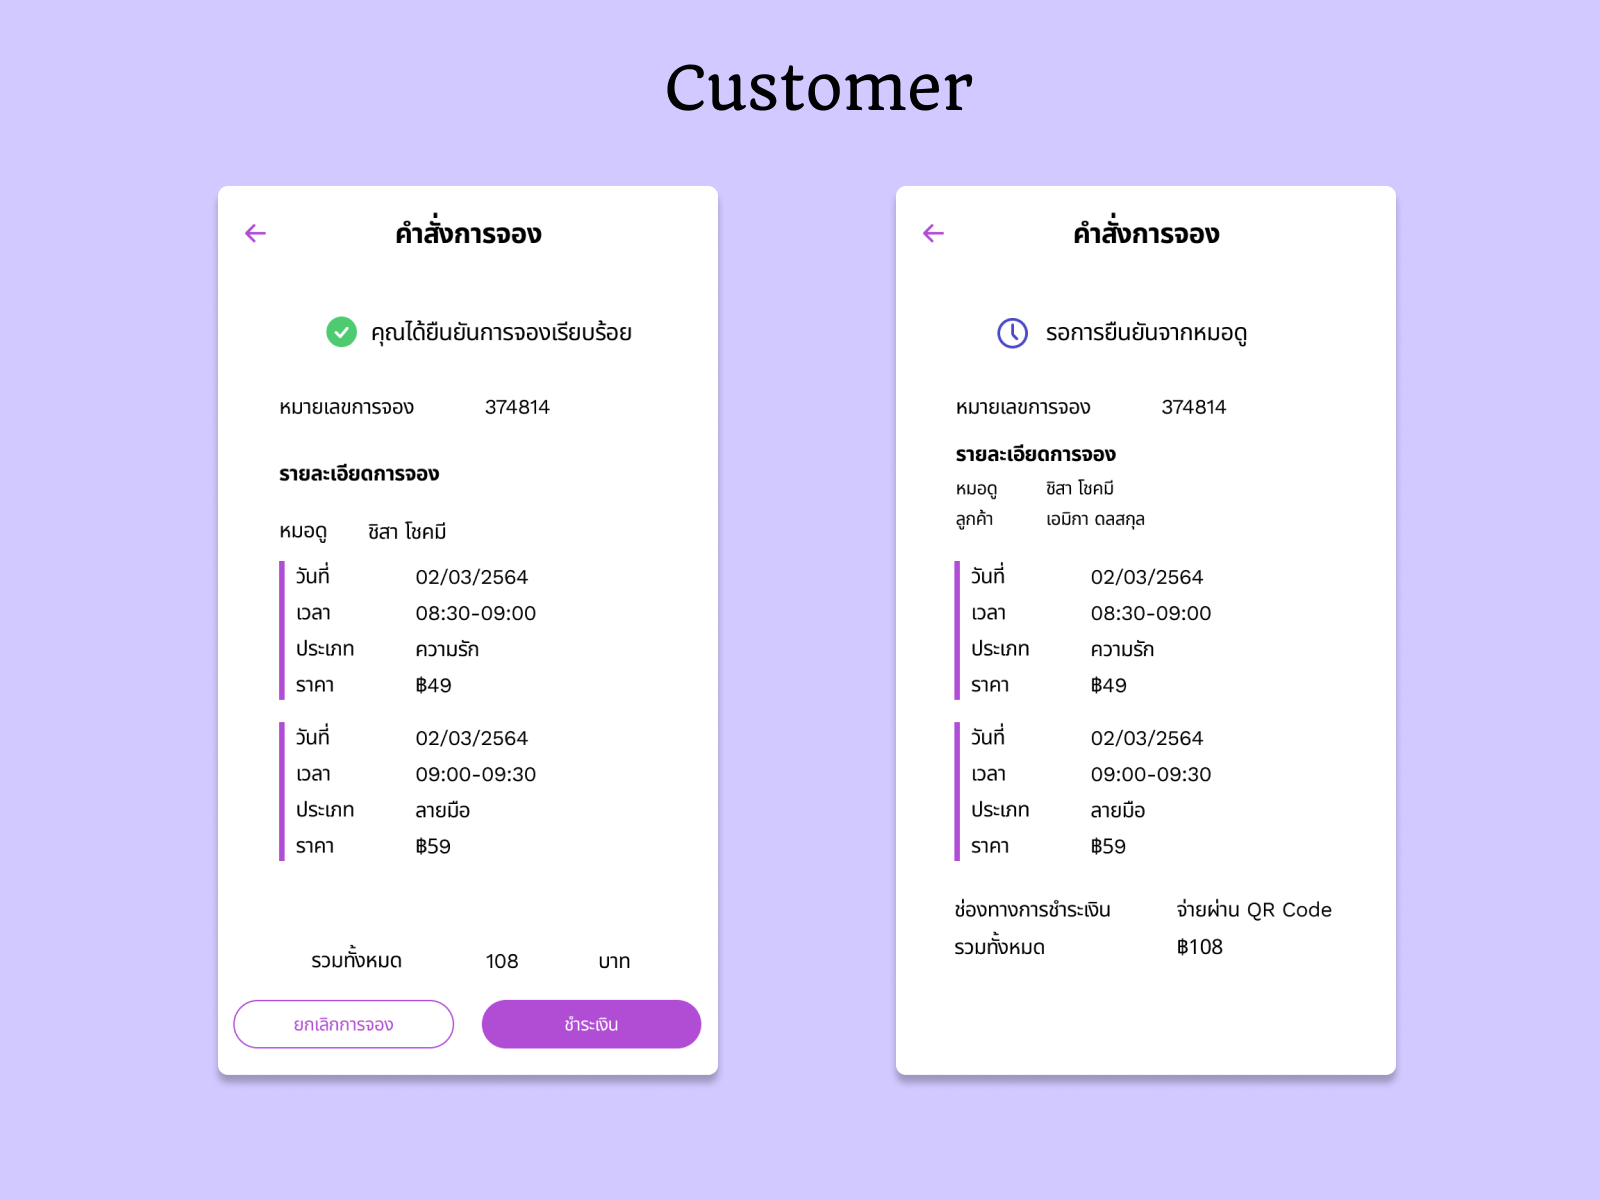 Customer
คำสั่งการจอง
คุณได้ยืนยันการจองเรียบร้อย
หมายเลขการจอง 374814
รายละเอียดการจอง
หมอดู ชิสา โชคมี
วันที่ 02/03/2564
เวลา 08:30-09:00
ประเภท ความรัก
ราคา ฿49
วันที่ 02/03/2564
เวลา 09:00-09:30
ประเภท ลายมือ
ราคา ฿59
รวมทั้งหมด 108 บาท
ยกเลิกการจอง ชำระเงิน
คำสั่งการจอง
รอการยืนยันจากหมอดู
หมายเลขการจอง 374814
รายละเอียดการจอง
หมอดู ชิสา โชคมี
ลูกค้า เอมิกา ดลสกุล
วันที่ 02/03/2564
เวลา 08:30-09:00
ประเภท ความรัก
ราคา ฿49
วันที่ 02/03/2564
เวลา 09:00-09:30
ประเภท ลายมือ
ราคา ฿59
ช่องทางการชำระเงิน จ่ายผ่าน QR Code
รวมทั้งหมด ฿108